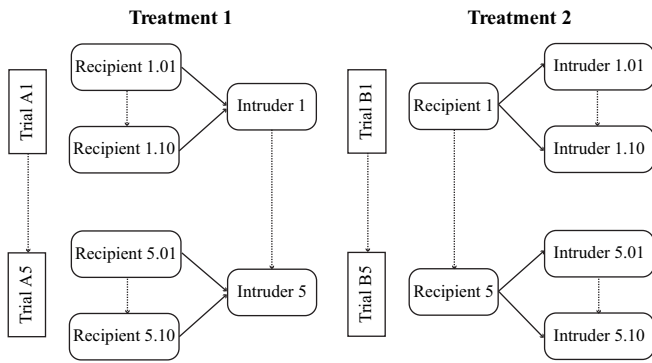 Treatment 1
Trial A1
Recipient 1.01
Recipient 1.10
Intruder 1
Trial A5
Recipient 5.01
Recipient 5.10
Intruder 5
Treatment 2
Trial B1
Recipient 1
Intruder 1.01
Intruder 1.10
Trial B5
Recipient 5
Intruder 5.01
Intruder 5.10